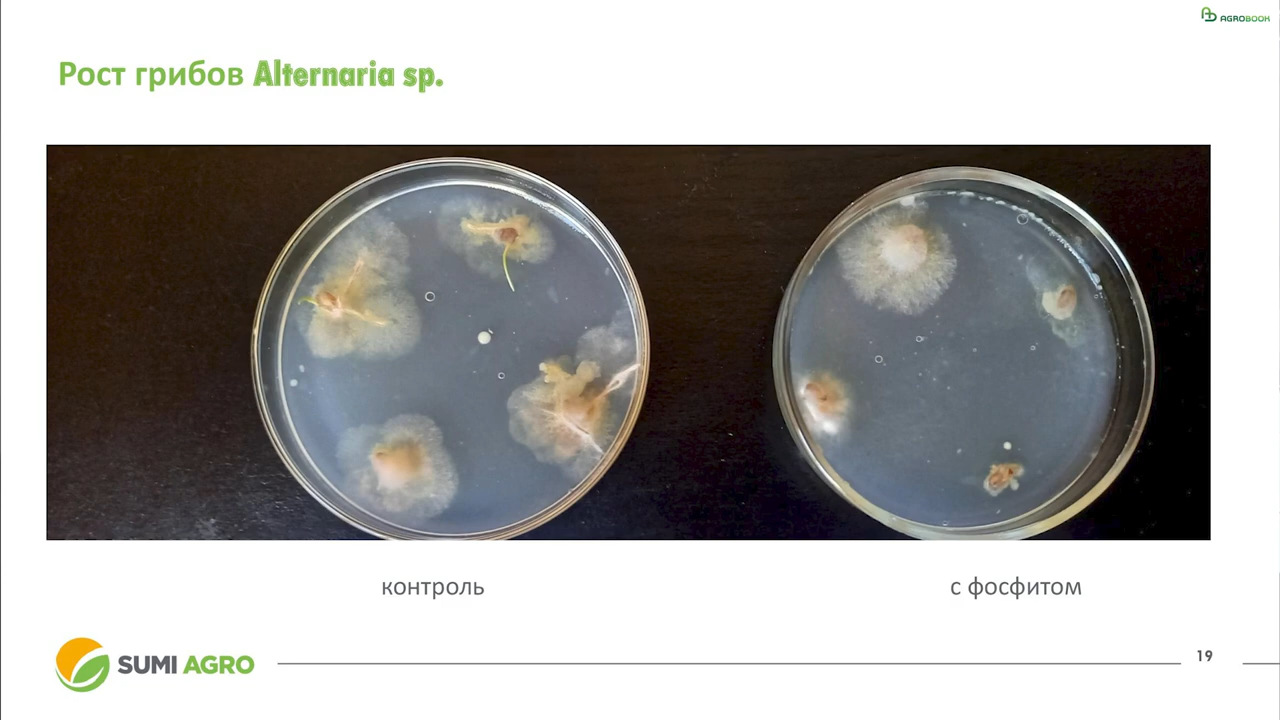 AGROBOOK
Рост грибов Alternaria sp.
контроль
с фосфитом
SUMI AGRO
19